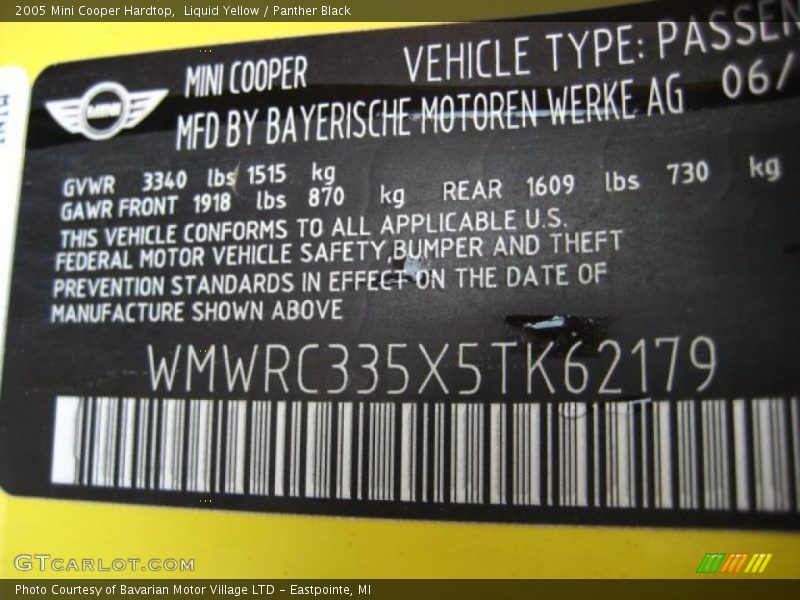 2005 Mini Cooper Hardtop,  Liquid Yellow / Panther Black
MINI
MINI
MINI COOPER VEHICLE TYPE: PASSEN
MFD BY BAYERISCHE MOTOREN WERKE AG 06/
GVWR 3340 lbs 1515 kg
GAWR FRONT 1918 lbs 870 kg REAR 1609 lbs 730 kg
THIS VEHICLE CONFORMS TO ALL APPLICABLE U.S.
FEDERAL MOTOR VEHICLE SAFETY BUMPER AND THEFT
PREVENTION STANDARDS IN EFFECT ON THE DATE OF
MANUFACTURE SHOWN ABOVE
WMWRC335X5TK62179
GTCARLOT.COM
Photo Courtesy of Bavarian Motor Village LTD - Eastpointe, MI